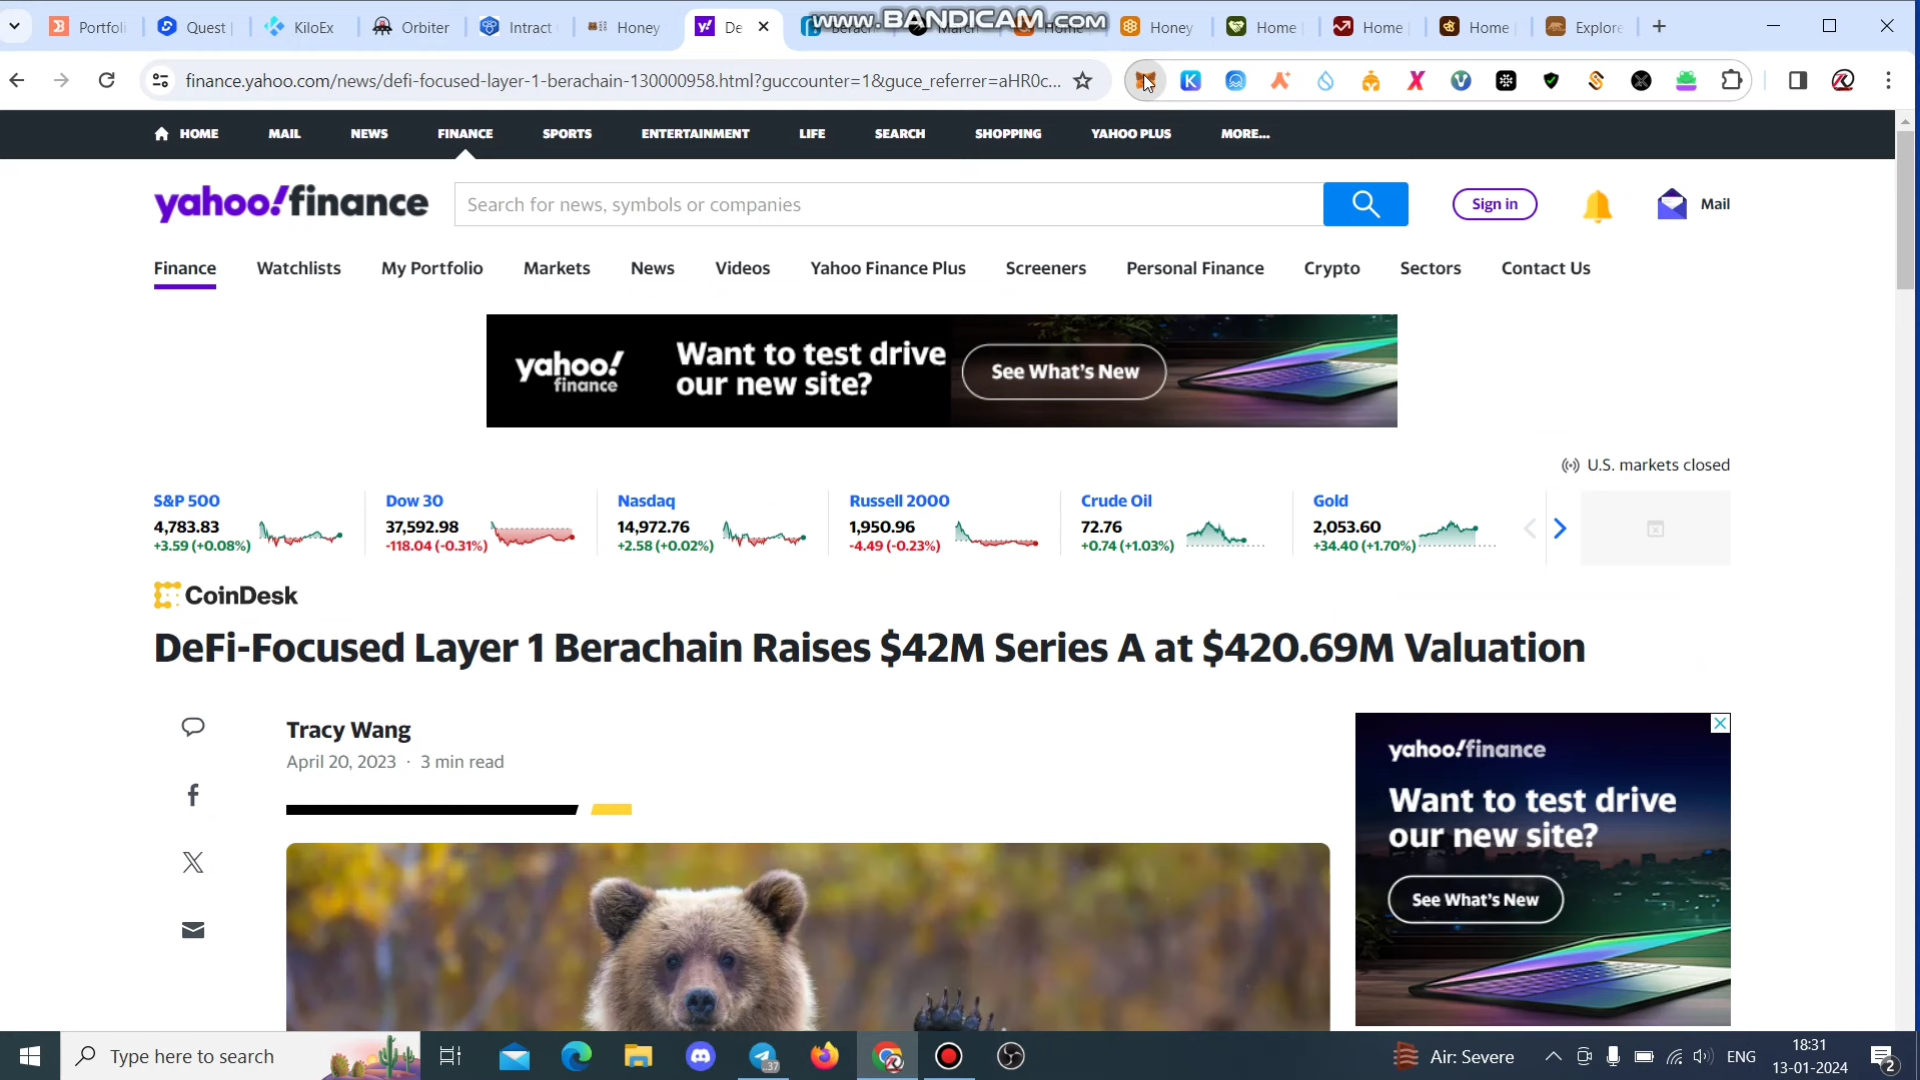 Portfoli
Quest
KiloEx
Orbiter
Intract
Honey
De
www.BANDICAM.com
Home
Honey
Home
Home
Home
Explore
finance.yahoo.com/news/defi-focused-layer-1-berachain-130000958.html?guccounter=1&guce_referrer=aHR0c...
HOME MAIL NEWS FINANCE SPORTS ENTERTAINMENT LIFE SEARCH SHOPPING YAHOO PLUS MORE...
yahoo!finance
Search for news, symbols or companies
Sign in
Mail
Finance Watchlists My Portfolio Markets News Videos Yahoo Finance Plus Screeners Personal Finance Crypto Sectors Contact Us
yahoo!
finance
Want to test drive
our new site?
See What's New
U.S. markets closed
S&P 500
4,783.83
+3.59 (+0.08%)
Dow 30
37,592.98
-118.04 (-0.31%)
Nasdaq
14,972.76
+2.58 (+0.02%)
Russell 2000
1,950.96
-4.49 (-0.23%)
Crude Oil
72.76
+0.74 (+1.03%)
Gold
2,053.60
+34.40 (+1.70%)
CoinDesk
DeFi-Focused Layer 1 Berachain Raises $42M Series A at $420.69M Valuation
Tracy Wang
April 20, 2023 · 3 min read
yahoo!finance
Want to test drive
our new site?
See What's New
Type here to search
37
Air: Severe
ENG
18:31
13-01-2024
2